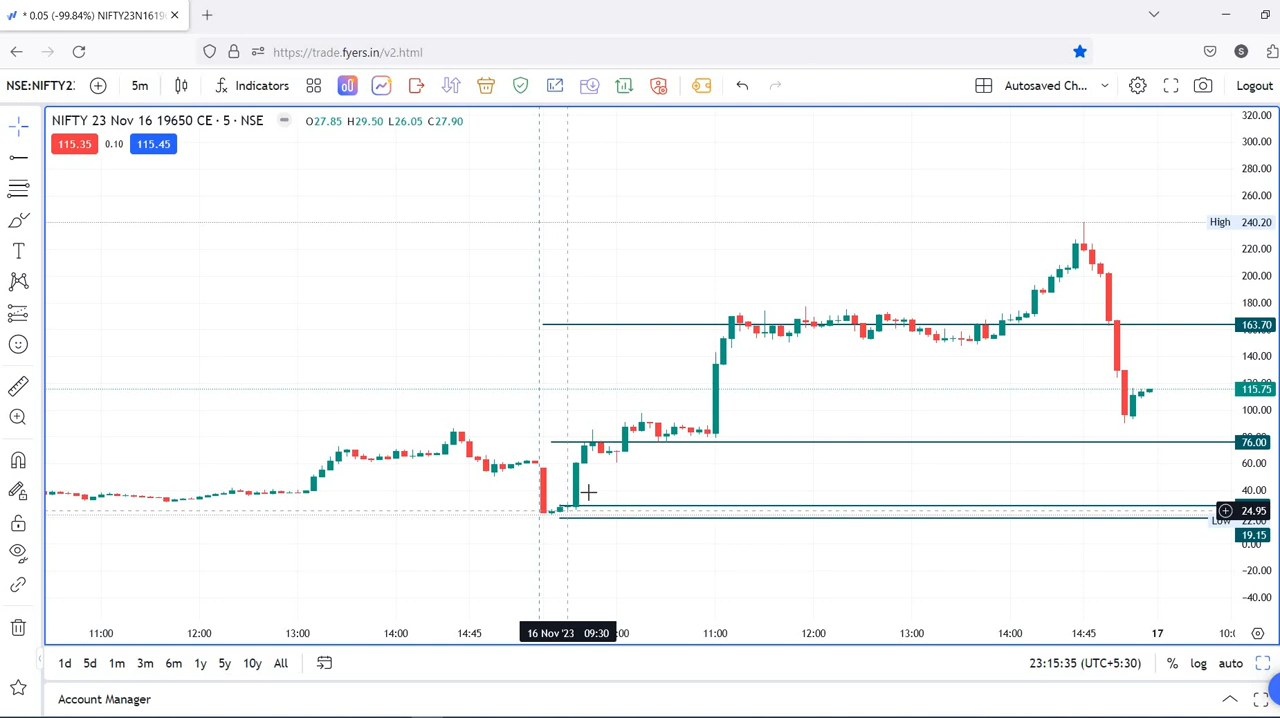 * 0.05 (-99.84%) NIFTY23N1619
https://trade.fyers.in/v2.html
S
NSE:NIFTY2 5m Indicators Autosaved Ch... Logout
NIFTY 23 Nov 16 19650 CE · 5 · NSE O27.85 H29.50 L26.05 C27.90
115.35 0.10 115.45
320.00
300.00
280.00
260.00
High 240.20
220.00
200.00
180.00
163.70
140.00
115.75
100.00
76.00
60.00
40.00
24.95
Low 22.00
19.15
0.00
−20.00
−40.00
11:00 12:00 13:00 14:00 14:45 16 Nov '23 09:30 :00 11:00 12:00 13:00 14:00 14:45 17 10:
1d 5d 1m 3m 6m 1y 5y 10y All 23:15:35 (UTC+5:30) % log auto
Account Manager